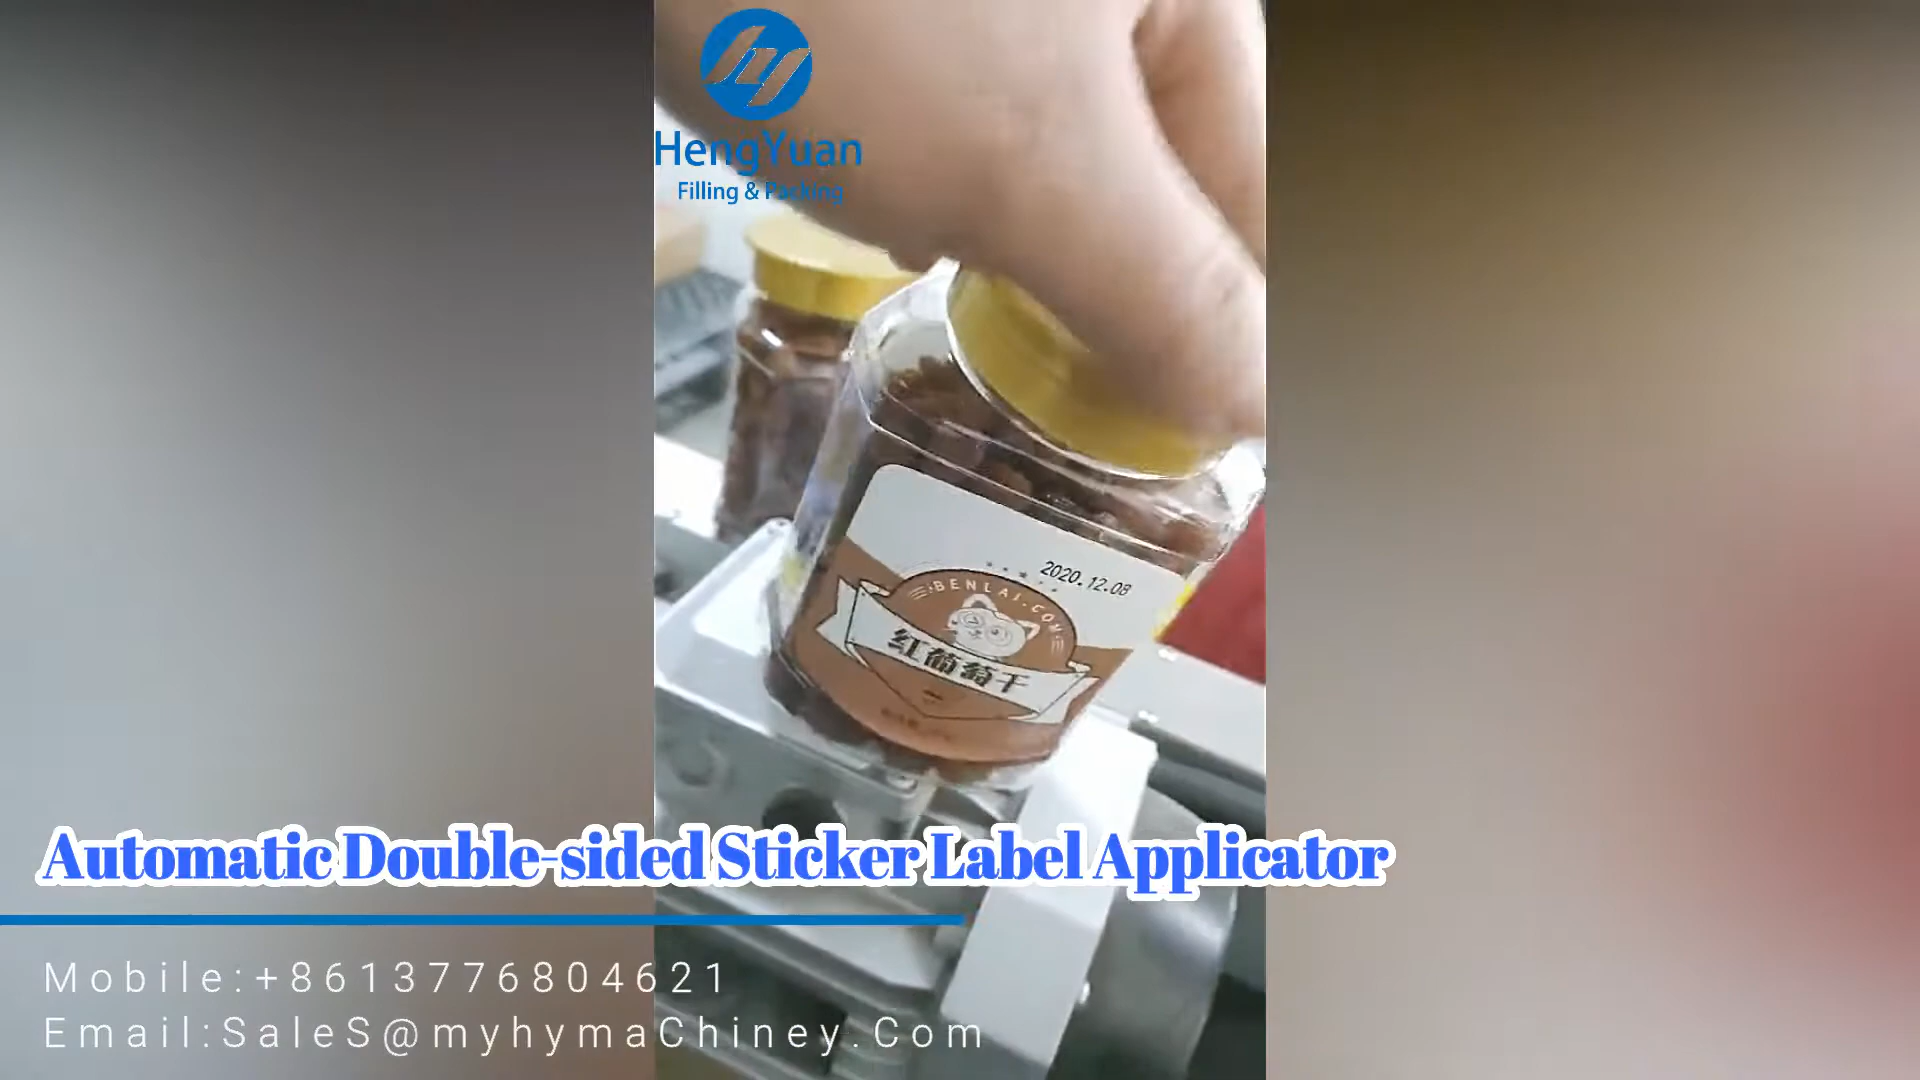 HengYuan
Filling & Packing
2020.12.08
BENLAI.COM
红葡萄干
Automatic Double-sided Sticker Label Applicator
Mobile:+8613776804621
Email:SaleS@myhymaChiney.Com